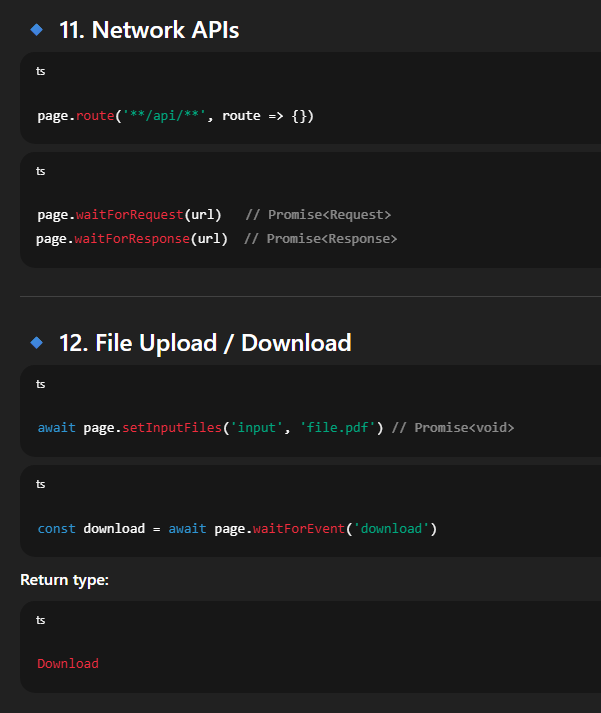 11. Network APIs
ts
page.route('**/api/**', route => {})
ts
page.waitForRequest(url)   // Promise<Request>
page.waitForResponse(url)  // Promise<Response>
12. File Upload / Download
ts
await page.setInputFiles('input', 'file.pdf') // Promise<void>
ts
const download = await page.waitForEvent('download')
Return type:
ts
Download